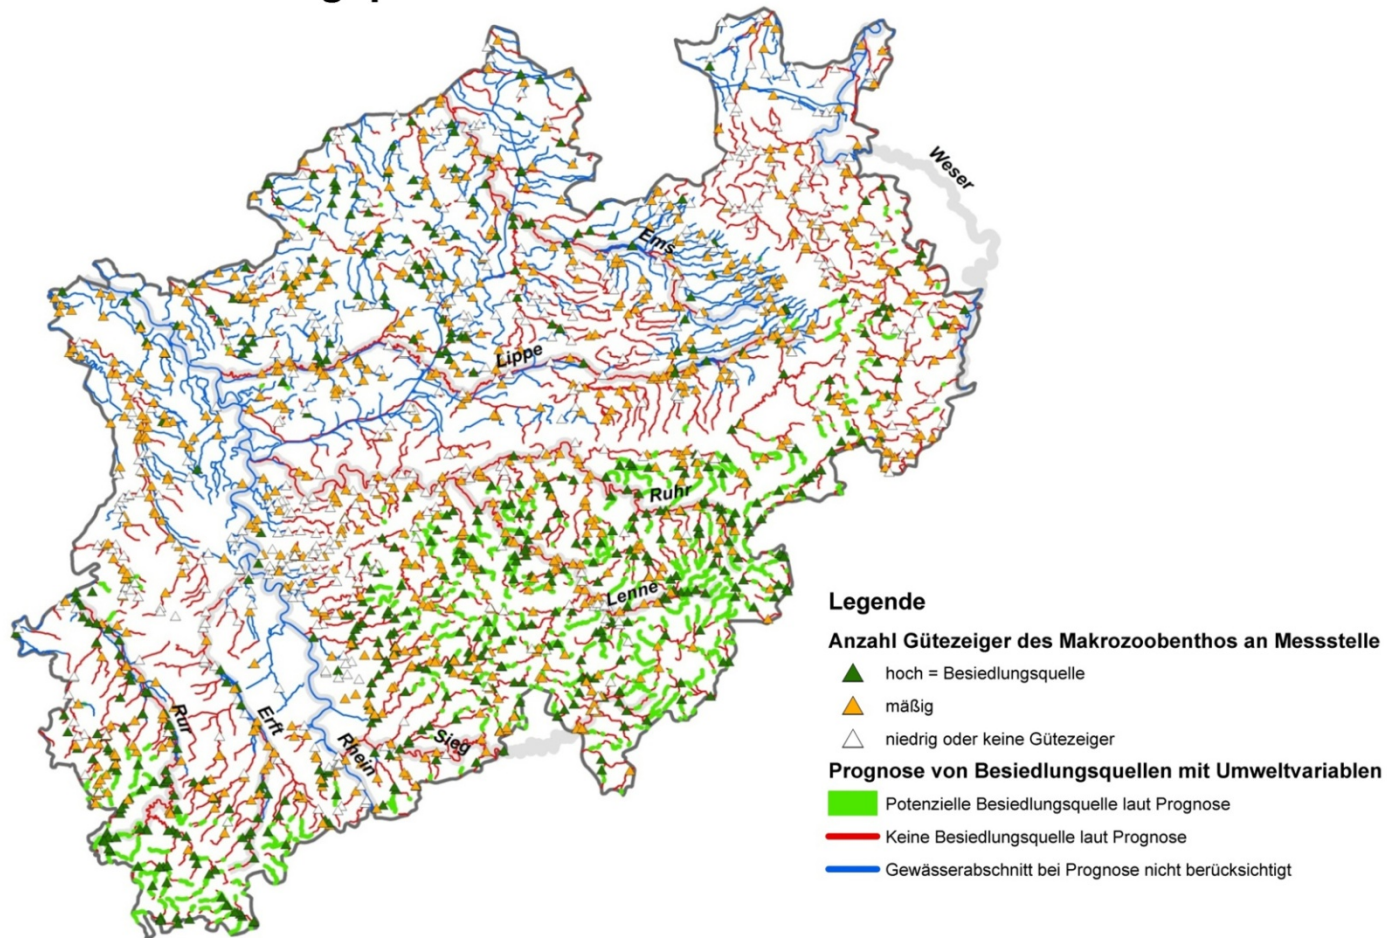 Weser
Ems
Lippe
Ruhr
Lenne
Rur
Erft
Rhein
Sieg
Legende
Anzahl Gütezeiger des Makrozoobenthos an Messstelle
hoch = Besiedlungsquelle
mäßig
niedrig oder keine Gütezeiger
Prognose von Besiedlungsquellen mit Umweltvariablen
Potenzielle Besiedlungsquelle laut Prognose
Keine Besiedlungsquelle laut Prognose
Gewässerabschnitt bei Prognose nicht berücksichtigt